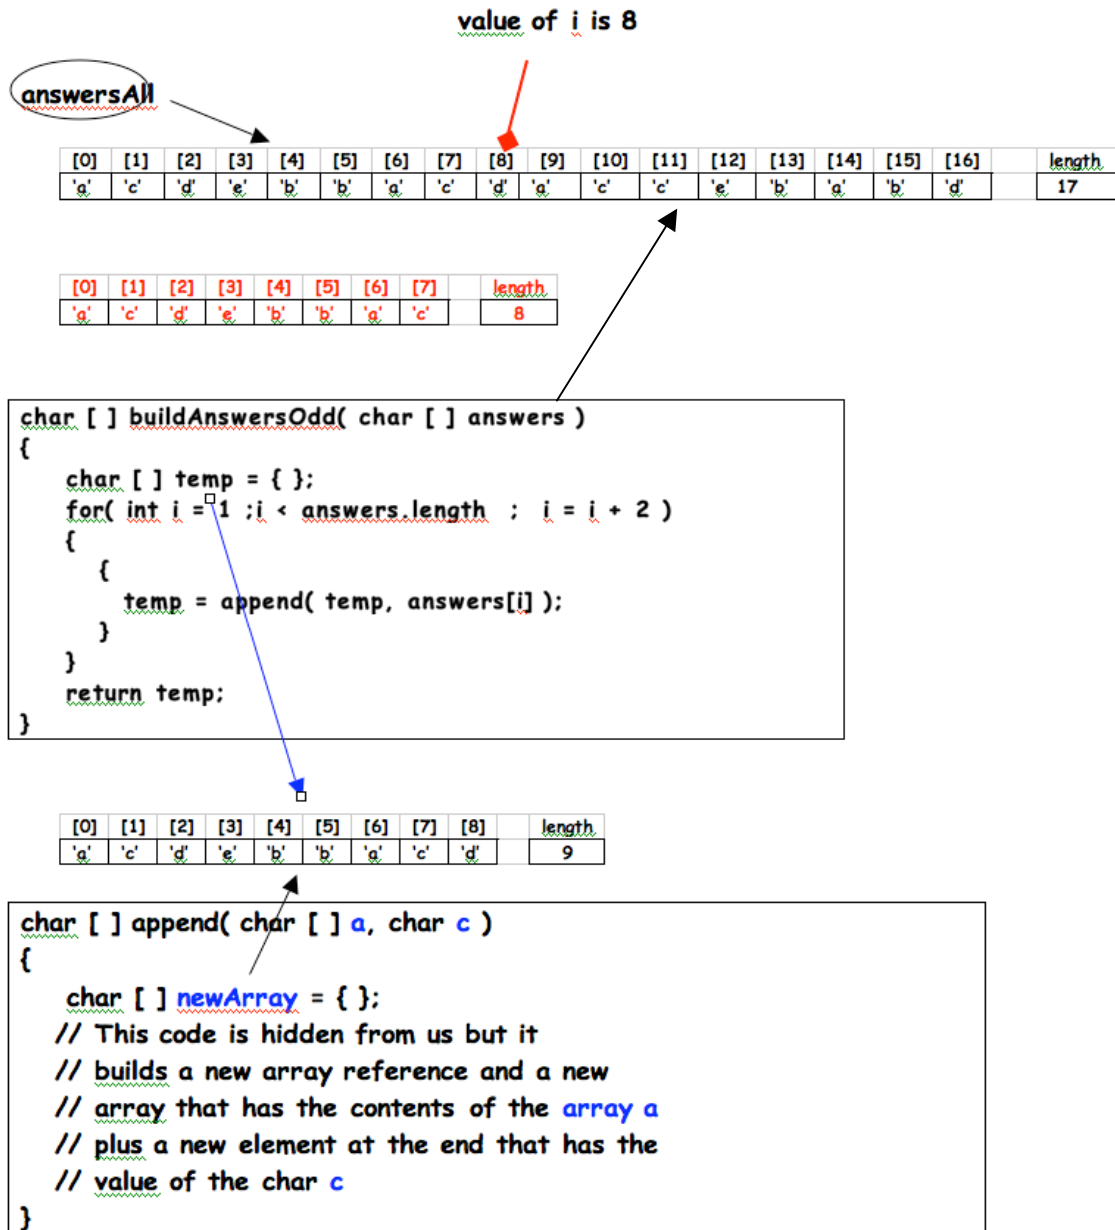 value of i is 8
answersAll
[0] [1] [2] [3] [4] [5] [6] [7] [8] [9] [10] [11] [12] [13] [14] [15] [16] length
'a' 'c' 'd' 'e' 'b' 'b' 'a' 'c' 'd' 'a' 'c' 'c' 'e' 'b' 'a' 'b' 'd' 17
[0] [1] [2] [3] [4] [5] [6] [7] length
'a' 'c' 'd' 'e' 'b' 'b' 'a' 'c' 8
char [ ] buildAnswersOdd( char [ ] answers )
{
char [ ] temp = { };
for( int i = 1 ;i < answers.length ; i = i + 2 )
{
{
temp = append( temp, answers[i] );
}
}
return temp;
}
[0] [1] [2] [3] [4] [5] [6] [7] [8] length
'a' 'c' 'd' 'e' 'b' 'b' 'a' 'c' 'd' 9
char [ ] append( char [ ] a, char c )
{
char [ ] newArray = { };
// This code is hidden from us but it
// builds a new array reference and a new
// array that has the contents of the array a
// plus a new element at the end that has the
// value of the char c
}